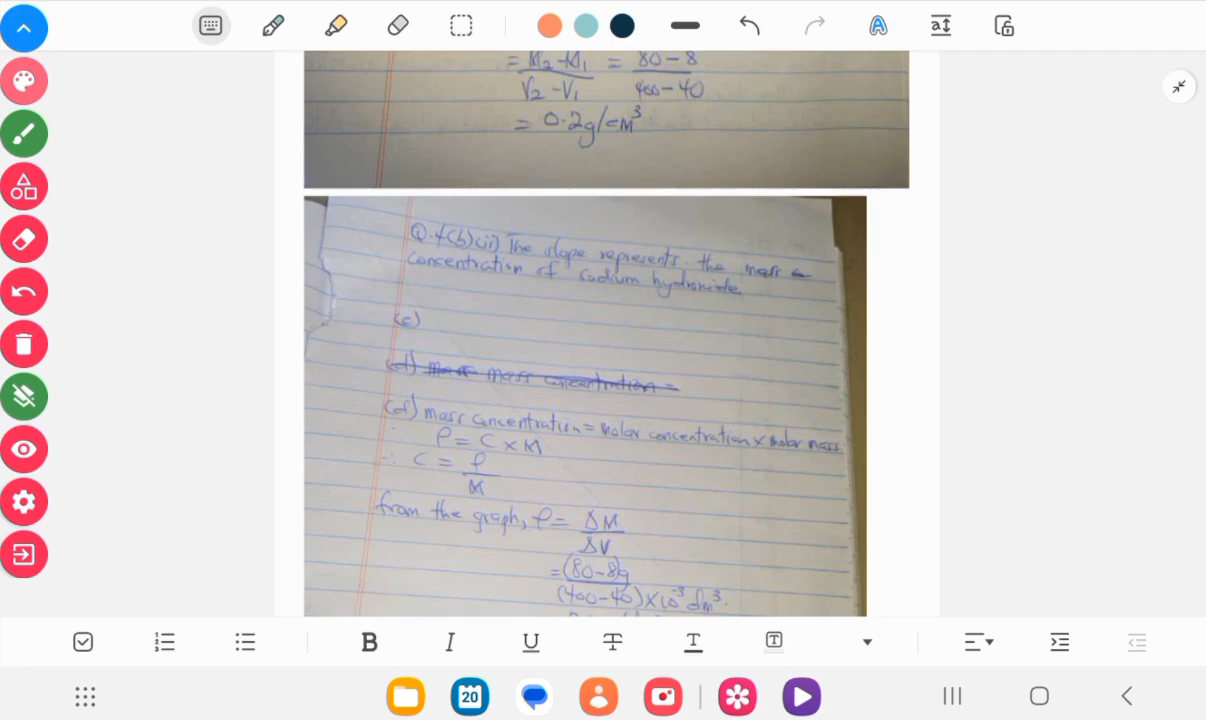 = M2-M1 = 80-8
V2-V1 400-40
= 0.2g/cm³
Q.4(b)(ii) The slope represents the mass
concentration of sodium hydroxide
(c)
(d) mass concentration =
(d) mass concentration = molar concentration x molar mass
ρ = C x M
∴ C = ρ
M
from the graph, ρ = ΔM
ΔV
= (80-8)g
(400-40)x10⁻³ dm³.
B I U T T T
20